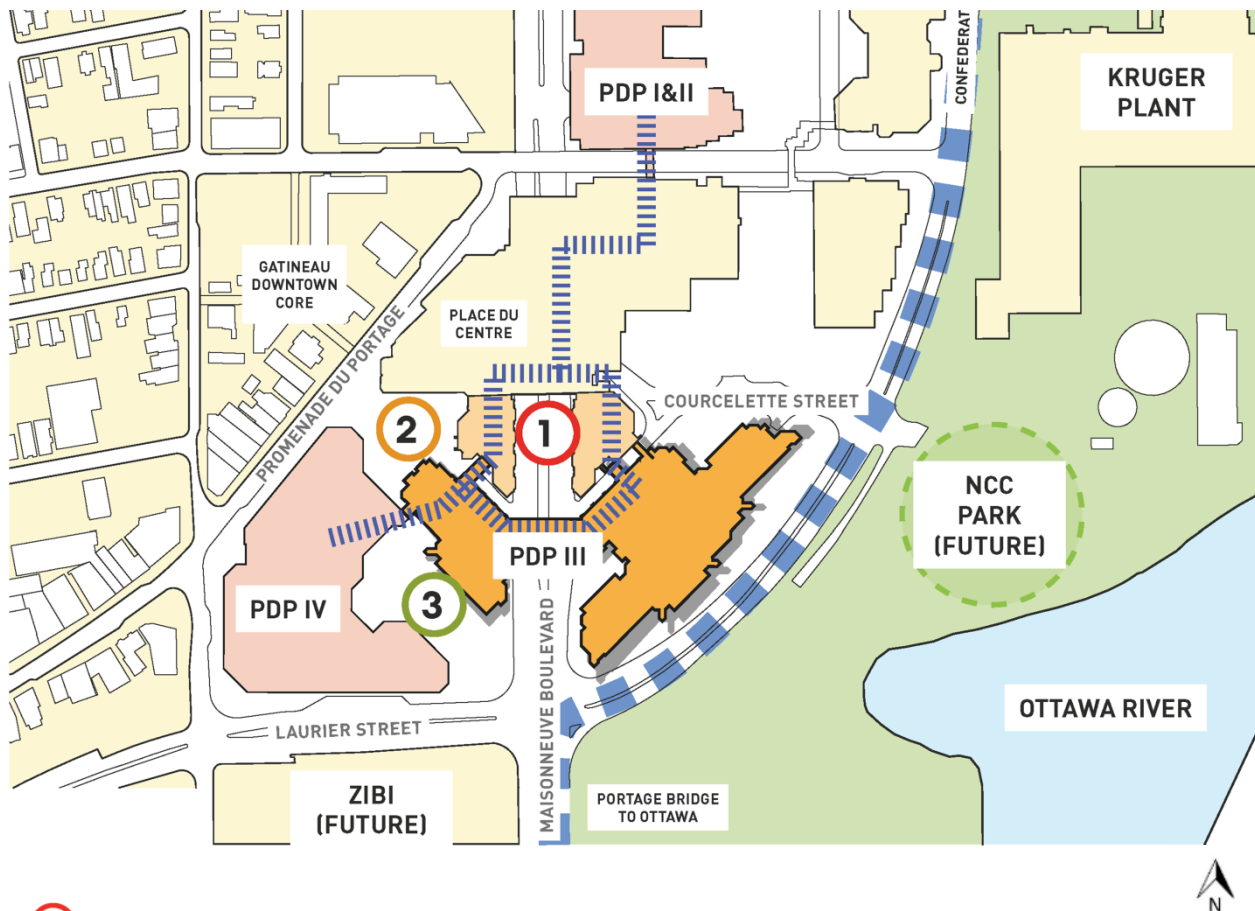 CONFEDERAT
PDP I&II
KRUGER
PLANT
GATINEAU
DOWNTOWN
CORE
PLACE DU
CENTRE
PROMENADE DU PORTAGE
COURCELETTE STREET
2
1
NCC
PARK
(FUTURE)
PDP III
PDP IV
3
MAISONNEUVE BOULEVARD
OTTAWA RIVER
LAURIER STREET
ZIBI
(FUTURE)
PORTAGE BRIDGE
TO OTTAWA
N